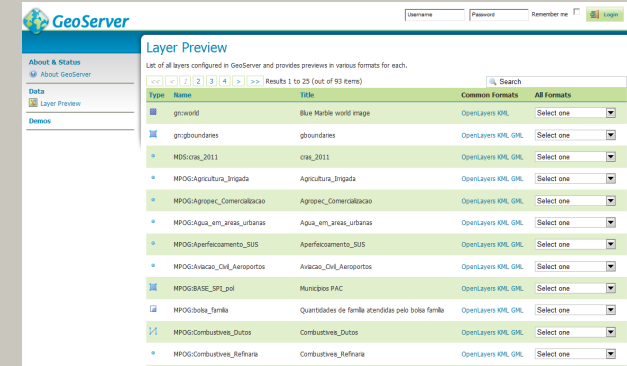 GeoServer
Username Password Remember me Login
About & Status
About GeoServer
Data
Layer Preview
Demos
Layer Preview
List of all layers configured in GeoServer and provides previews in various formats for each.
<< < 1 2 3 4 > >> Results 1 to 25 (out of 93 items) Search
Type Name Title Common Formats All Formats
gn:world Blue Marble world image OpenLayers KML Select one
gn:gboundaries gboundaries OpenLayers KML GML Select one
MDS:cras_2011 cras_2011 OpenLayers KML GML Select one
MPOG:Agricultura_Irigada Agricultura_Irigada OpenLayers KML GML Select one
MPOG:Agropec_Comercializacao Agropec_Comercializacao OpenLayers KML GML Select one
MPOG:Agua_em_areas_urbanas Agua_em_areas_urbanas OpenLayers KML GML Select one
MPOG:Aperfeicoamento_SUS Aperfeicoamento_SUS OpenLayers KML GML Select one
MPOG:Aviacao_Civil_Aeroportos Aviacao_Civil_Aeroportos OpenLayers KML GML Select one
MPOG:BASE_SPI_pol Municípios PAC OpenLayers KML GML Select one
MPOG:bolsa_familia Quantidades de família atendidas pelo bolsa família OpenLayers KML GML Select one
MPOG:Combustiveis_Dutos Combustiveis_Dutos OpenLayers KML GML Select one
MPOG:Combustiveis_Refinaria Combustiveis_Refinaria OpenLayers KML GML Select one